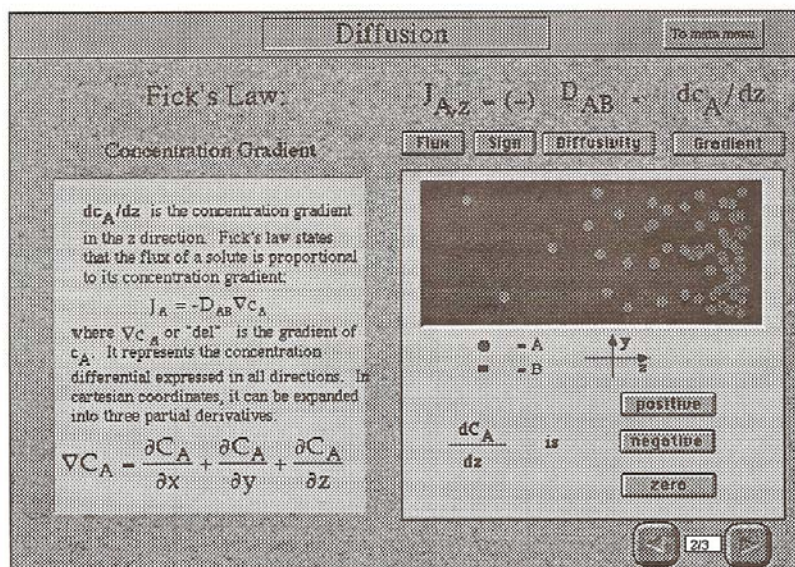 Diffusion
To main menu
Fick's Law:
J_A,z = (-) D_AB · dc_A/dz
Flux Sign Diffusivity Gradient
Concentration Gradient
dc_A/dz is the concentration gradient
in the z direction. Fick's law states
that the flux of a solute is proportional
to its concentration gradient:
J_A = -D_AB ∇c_A
where ∇c_A or "del" is the gradient of
c_A. It represents the concentration
differential expressed in all directions. In
cartesian coordinates, it can be expanded
into three partial derivatives.
∇C_A = ∂C_A/∂x + ∂C_A/∂y + ∂C_A/∂z
= A
= B
y
z
dC_A/dz is
positive
negative
zero
2/3